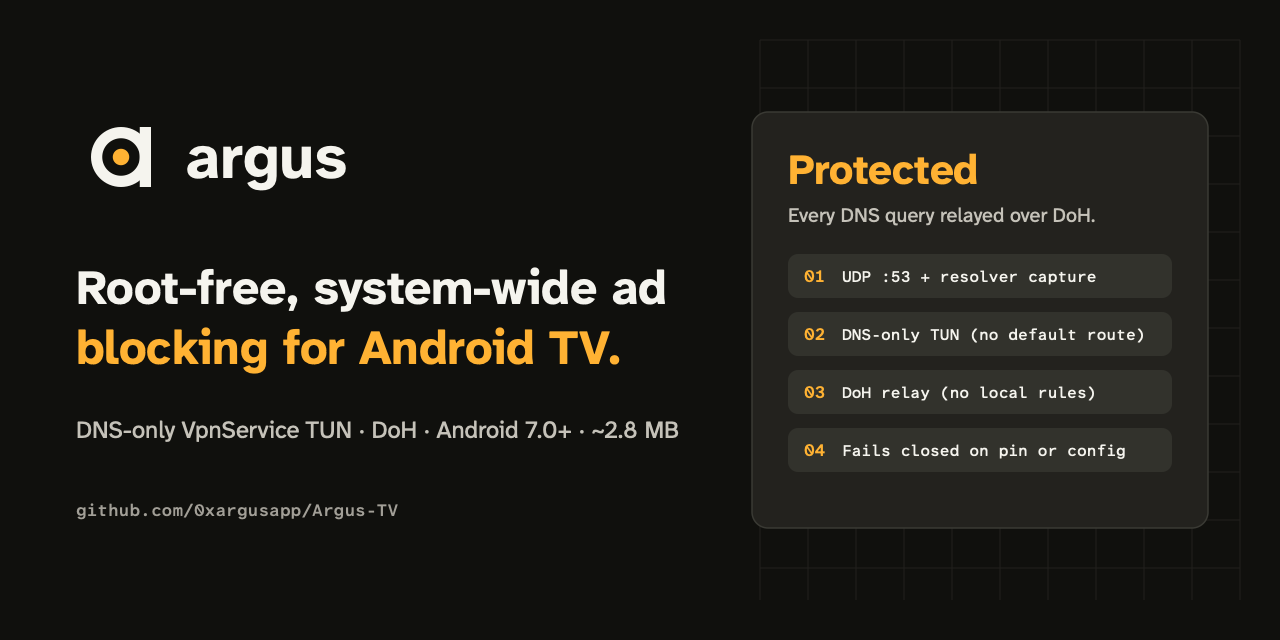 argus
Root-free, system-wide ad
blocking for Android TV.
DNS-only VpnService TUN · DoH · Android 7.0+ · ~2.8 MB
github.com/0xargusapp/Argus-TV
Protected
Every DNS query relayed over DoH.
01 UDP :53 + resolver capture
02 DNS-only TUN (no default route)
03 DoH relay (no local rules)
04 Fails closed on pin or config